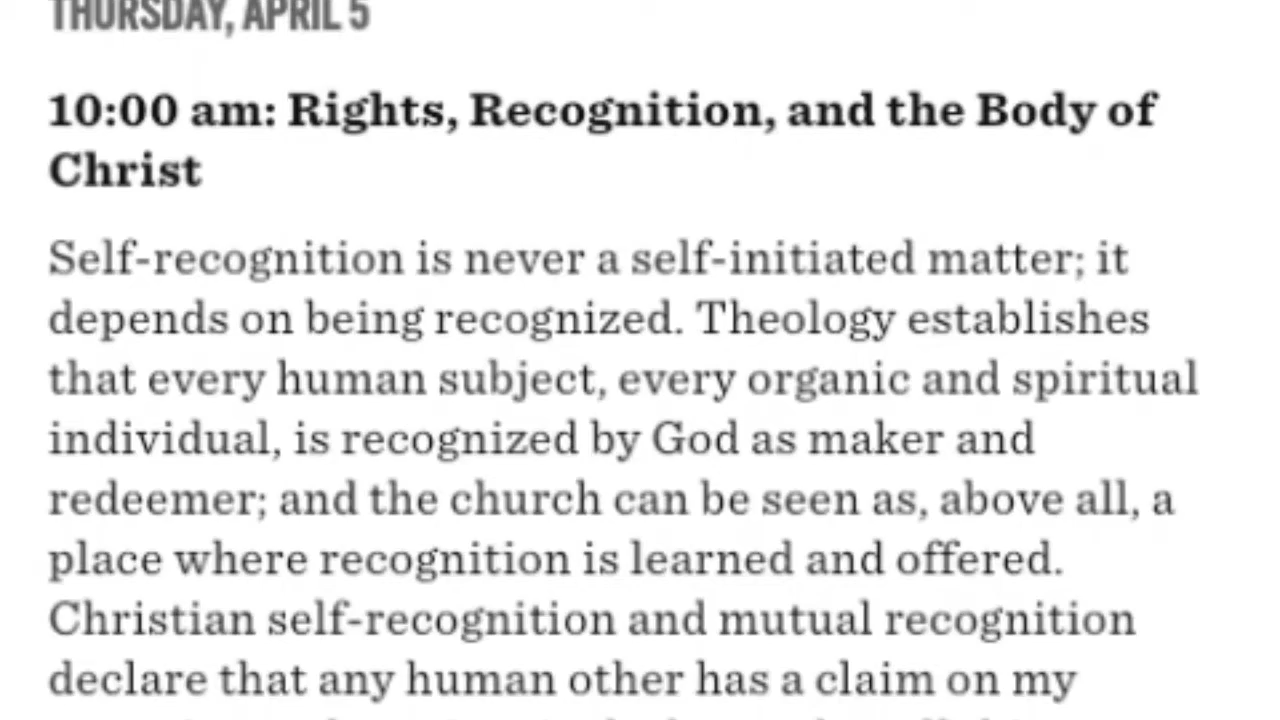 THURSDAY, APRIL 5
10:00 am: Rights, Recognition, and the Body of
Christ
Self-recognition is never a self-initiated matter; it
depends on being recognized. Theology establishes
that every human subject, every organic and spiritual
individual, is recognized by God as maker and
redeemer; and the church can be seen as, above all, a
place where recognition is learned and offered.
Christian self-recognition and mutual recognition
declare that any human other has a claim on my